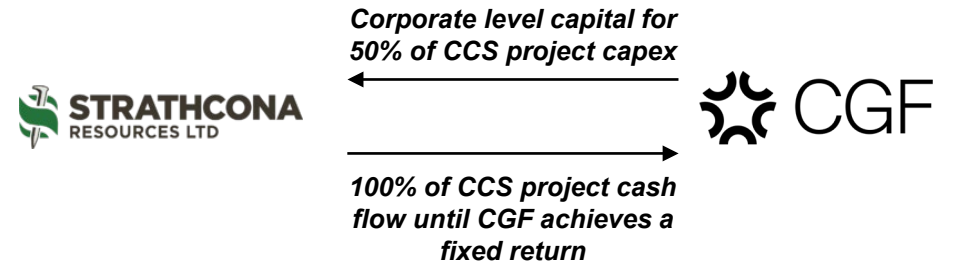 Corporate level capital for
50% of CCS project capex
STRATHCONA
RESOURCES LTD
CGF
100% of CCS project cash
flow until CGF achieves a
fixed return